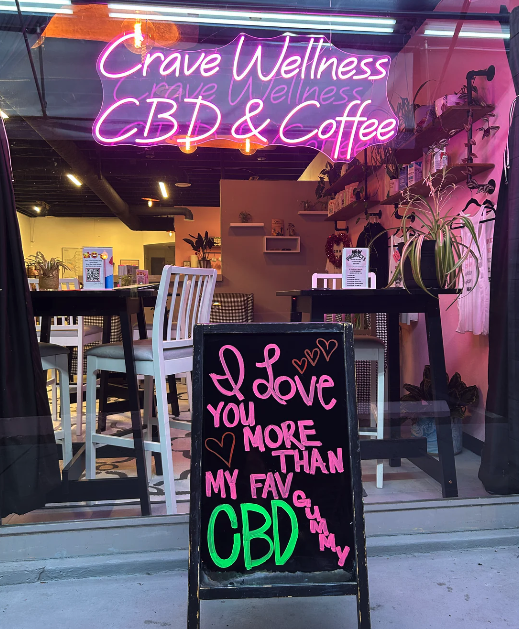 Crave Wellness
CBD & Coffee
I Love
YOU
MORE
THAN
MY FAV
CBD
GUMMY